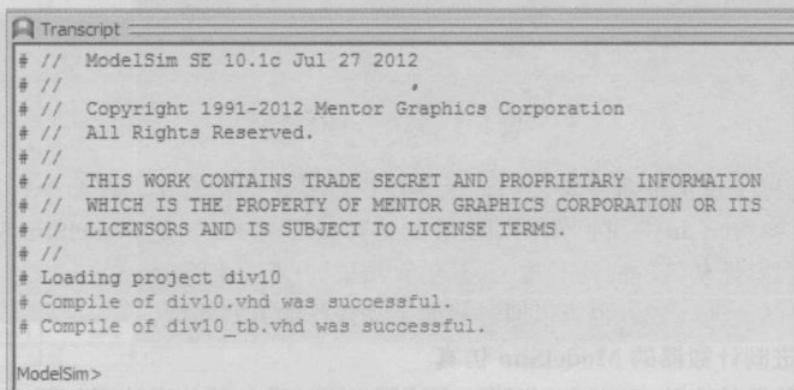 Transcript
# // ModelSim SE 10.1c Jul 27 2012
# //
# // Copyright 1991-2012 Mentor Graphics Corporation
# // All Rights Reserved.
# //
# // THIS WORK CONTAINS TRADE SECRET AND PROPRIETARY INFORMATION
# // WHICH IS THE PROPERTY OF MENTOR GRAPHICS CORPORATION OR ITS
# // LICENSORS AND IS SUBJECT TO LICENSE TERMS.
# //
# Loading project div10
# Compile of div10.vhd was successful.
# Compile of div10_tb.vhd was successful.
ModelSim>